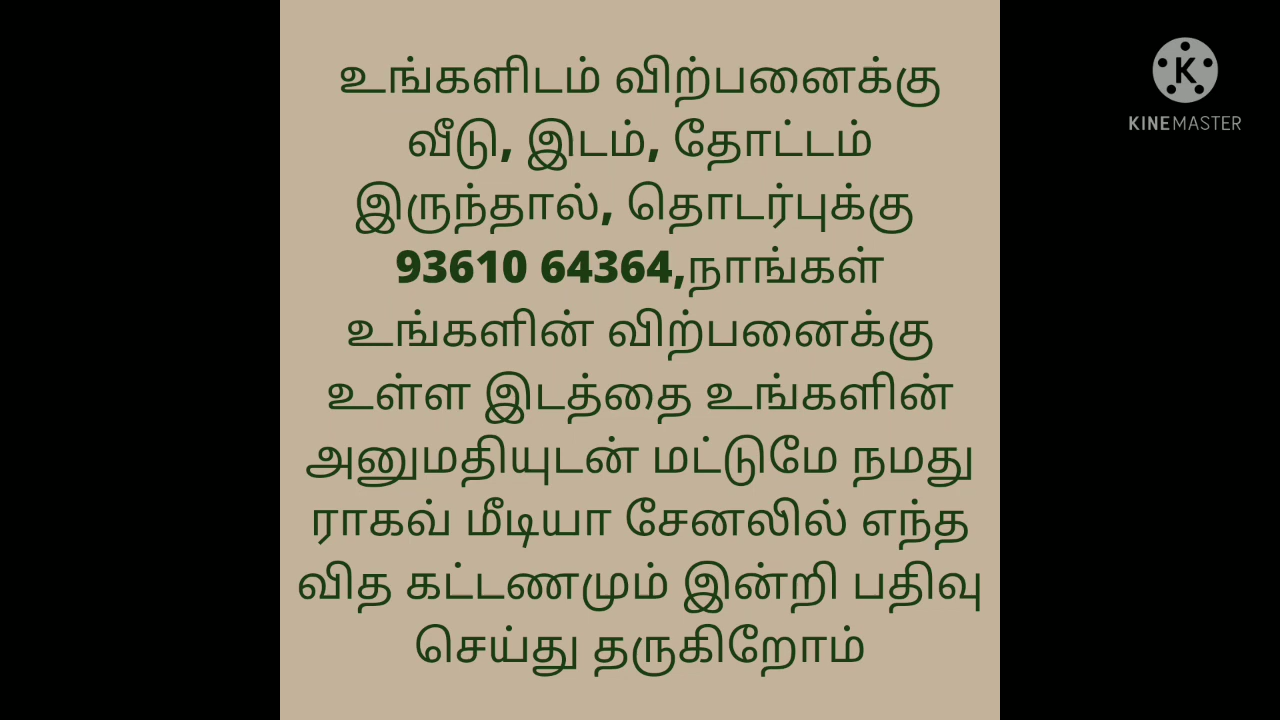 உங்களிடம் விற்பனைக்கு
வீடு, இடம், தோட்டம்
இருந்தால், தொடர்புக்கு
93610 64364,நாங்கள்
உங்களின் விற்பனைக்கு
உள்ள இடத்தை உங்களின்
அனுமதியுடன் மட்டுமே நமது
ராகவ் மீடியா சேனலில் எந்த
வித கட்டணமும் இன்றி பதிவு
செய்து தருகிறோம்
K
KINEMASTER